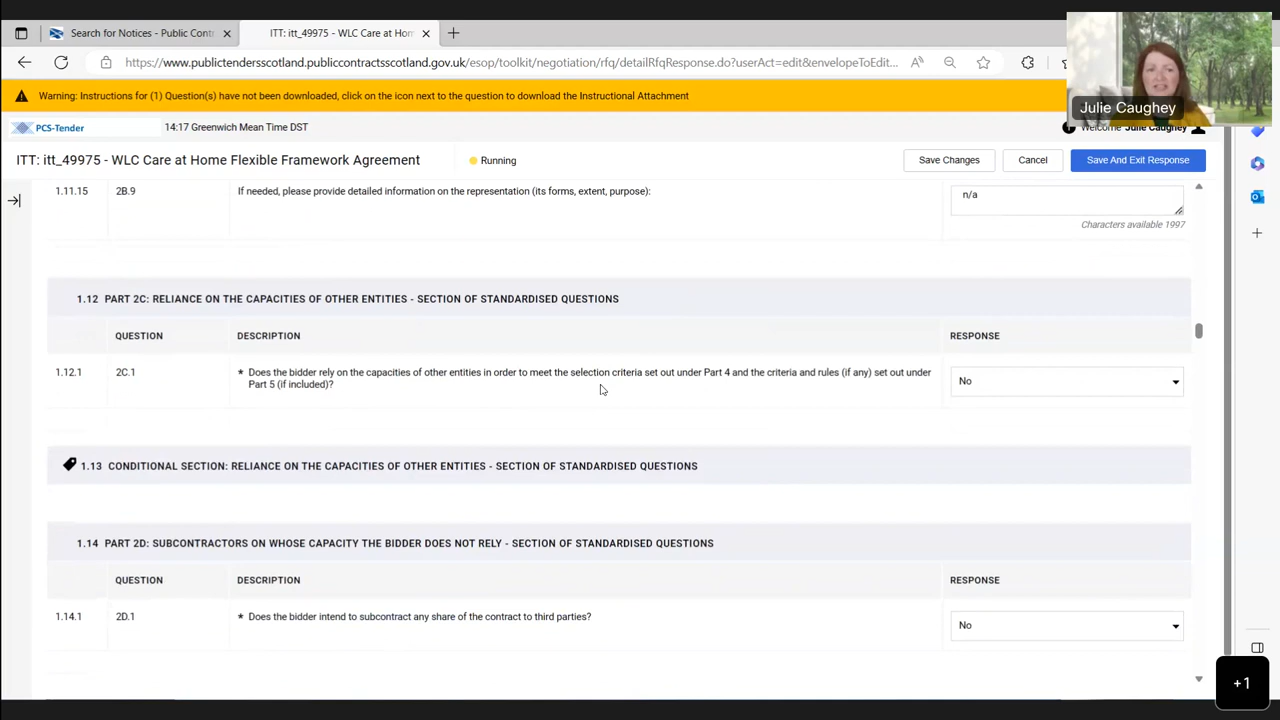 Search for Notices - Public Cont
ITT: itt_49975 - WLC Care at Hom
https://www.publictendersscotland.publiccontractsscotland.gov.uk/esop/toolkit/negotiation/rfq/detailRfqResponse.do?userAct=edit&envelopeToEdit...
Warning: Instructions for (1) Question(s) have not been downloaded, click on the icon next to the question to download the Instructional Attachment
Julie Caughey
PCS-Tender
14:17 Greenwich Mean Time DST
Welcome Julie Caughey
ITT: itt_49975 - WLC Care at Home Flexible Framework Agreement
Running
Save Changes
Cancel
Save And Exit Response
1.11.15 2B.9 If needed, please provide detailed information on the representation (its forms, extent, purpose):
n/a
Characters available 1997
1.12 PART 2C: RELIANCE ON THE CAPACITIES OF OTHER ENTITIES - SECTION OF STANDARDISED QUESTIONS
QUESTION DESCRIPTION RESPONSE
1.12.1 2C.1 * Does the bidder rely on the capacities of other entities in order to meet the selection criteria set out under Part 4 and the criteria and rules (if any) set out under
Part 5 (if included)?
No
1.13 CONDITIONAL SECTION: RELIANCE ON THE CAPACITIES OF OTHER ENTITIES - SECTION OF STANDARDISED QUESTIONS
1.14 PART 2D: SUBCONTRACTORS ON WHOSE CAPACITY THE BIDDER DOES NOT RELY - SECTION OF STANDARDISED QUESTIONS
QUESTION DESCRIPTION RESPONSE
1.14.1 2D.1 * Does the bidder intend to subcontract any share of the contract to third parties?
No
+1